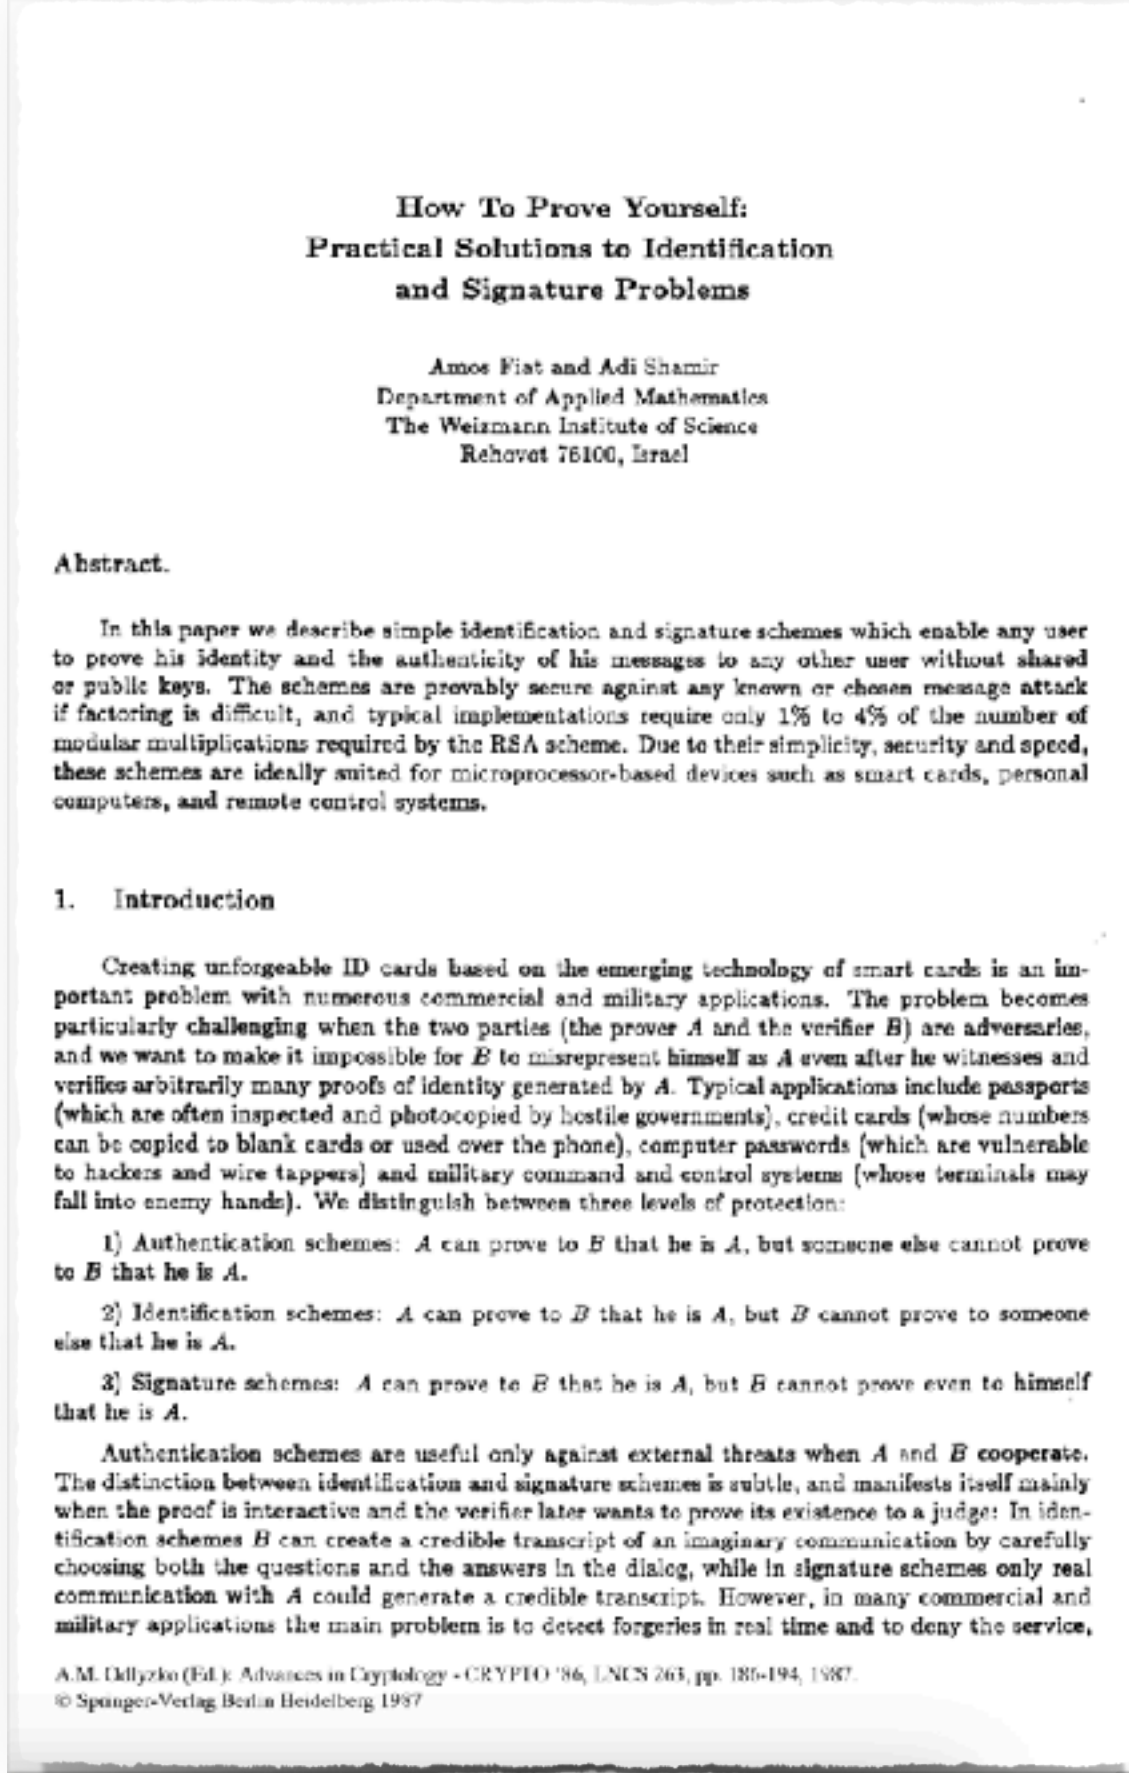 How To Prove Yourself:
Practical Solutions to Identification
and Signature Problems
Amos Fiat and Adi Shamir
Department of Applied Mathematics
The Weizmann Institute of Science
Rehovot 76100, Israel
Abstract.
In this paper we describe simple identification and signature schemes which enable any user
to prove his identity and the authenticity of his messages to any other user without shared
or public keys. The schemes are provably secure against any known or chosen message attack
if factoring is difficult, and typical implementations require only 1% to 4% of the number of
modular multiplications required by the RSA scheme. Due to their simplicity, security and speed,
these schemes are ideally suited for microprocessor-based devices such as smart cards, personal
computers, and remote control systems.
1. Introduction
Creating unforgeable ID cards based on the emerging technology of smart cards is an im-
portant problem with numerous commercial and military applications. The problem becomes
particularly challenging when the two parties (the prover A and the verifier B) are adversaries,
and we want to make it impossible for B to misrepresent himself as A even after he witnesses and
verifies arbitrarily many proofs of identity generated by A. Typical applications include passports
(which are often inspected and photocopied by hostile governments), credit cards (whose numbers
can be copied to blank cards or used over the phone), computer passwords (which are vulnerable
to hackers and wire tappers) and military command and control systems (whose terminals may
fall into enemy hands). We distinguish between three levels of protection:
1) Authentication schemes: A can prove to B that he is A, but someone else cannot prove
to B that he is A.
2) Identification schemes: A can prove to B that he is A, but B cannot prove to someone
else that he is A.
3) Signature schemes: A can prove to B that he is A, but B cannot prove even to himself
that he is A.
Authentication schemes are useful only against external threats when A and B cooperate.
The distinction between identification and signature schemes is subtle, and manifests itself mainly
when the proof is interactive and the verifier later wants to prove its existence to a judge: In iden-
tification schemes B can create a credible transcript of an imaginary communication by carefully
choosing both the questions and the answers in the dialog, while in signature schemes only real
communication with A could generate a credible transcript. However, in many commercial and
military applications the main problem is to detect forgeries in real time and to deny the service,
A.M. Odlyzko (Ed.): Advances in Cryptology - CRYPTO '86, LNCS 263, pp. 186-194, 1987.
© Springer-Verlag Berlin Heidelberg 1987